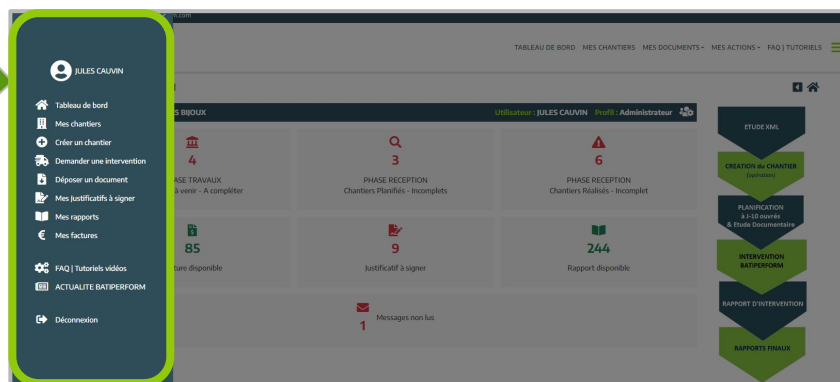 m.com
TABLEAU DE BORD MES CHANTIERS MES DOCUMENTS MES ACTIONS FAQ | TUTORIELS
JULES CAUVIN
Tableau de bord
Mes chantiers
Créer un chantier
Demander une intervention
Déposer un document
Mes Justificatifs à signer
Mes rapports
Mes factures
FAQ | Tutoriels vidéos
ACTUALITE BATIPERFORM
Déconnexion
S BIJOUX
Utilisateur : JULES CAUVIN Profil : Administrateur
4
ASE TRAVAUX
à venir - A compléter
3
PHASE RECEPTION
Chantiers Planifiés - Incomplets
6
PHASE RECEPTION
Chantiers Réalisés - Incomplet
85
ture disponible
9
Justificatif à signer
244
Rapport disponible
1
Messages non lus
ETUDE XML
CREATION du CHANTIER
(opération)
PLANIFICATION
à J-10 ouvrés
& Etude Documentaire
INTERVENTION
BATIPERFORM
RAPPORT D'INTERVENTION
RAPPORTS FINAUX